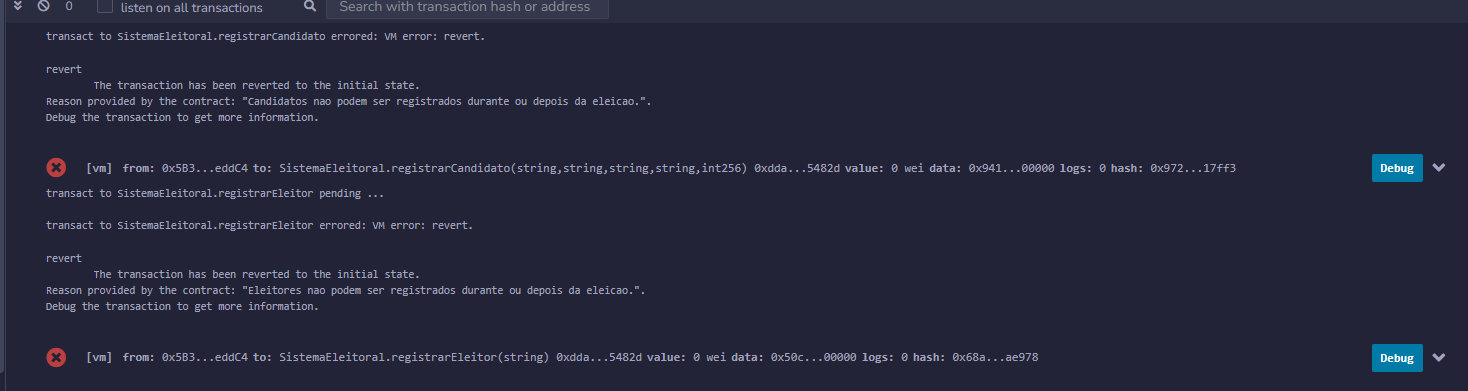 0 listen on all transactions Search with transaction hash or address
transact to SistemaEleitoral.registrarCandidato errored: VM error: revert.
revert
The transaction has been reverted to the initial state.
Reason provided by the contract: "Candidatos nao podem ser registrados durante ou depois da eleicao.".
Debug the transaction to get more information.
[vm] from: 0x5B3...eddC4 to: SistemaEleitoral.registrarCandidato(string,string,string,string,int256) 0xdda...5482d value: 0 wei data: 0x941...00000 logs: 0 hash: 0x972...17ff3 Debug
transact to SistemaEleitoral.registrarEleitor pending ...
transact to SistemaEleitoral.registrarEleitor errored: VM error: revert.
revert
The transaction has been reverted to the initial state.
Reason provided by the contract: "Eleitores nao podem ser registrados durante ou depois da eleicao.".
Debug the transaction to get more information.
[vm] from: 0x5B3...eddC4 to: SistemaEleitoral.registrarEleitor(string) 0xdda...5482d value: 0 wei data: 0x50c...00000 logs: 0 hash: 0x68a...ae978 Debug